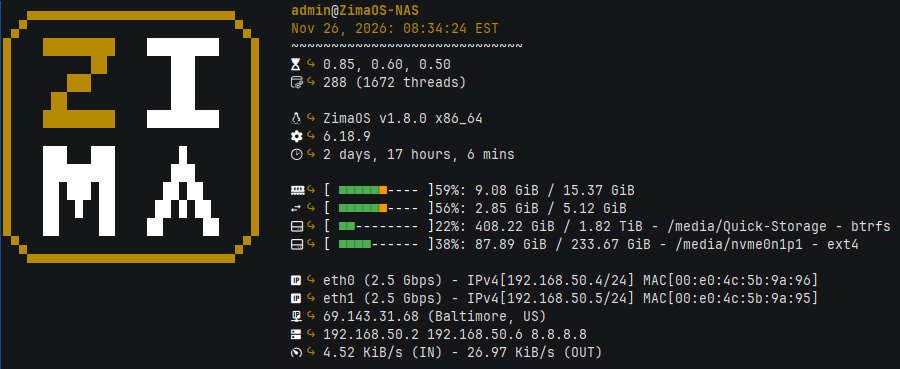 ZI
MA
admin@ZimaOS-NAS
Nov 26, 2026: 08:34:24 EST
~~~~~~~~~~~~~~~~~~~~~~~~~~~~~
0.85, 0.60, 0.50
288 (1672 threads)
ZimaOS v1.8.0 x86_64
6.18.9
2 days, 17 hours, 6 mins
[ ■■■■■■---- ]59%: 9.08 GiB / 15.37 GiB
[ ■■■■■■---- ]56%: 2.85 GiB / 5.12 GiB
[ ■■-------- ]22%: 408.22 GiB / 1.82 TiB - /media/Quick-Storage - btrfs
[ ■■■■------ ]38%: 87.89 GiB / 233.67 GiB - /media/nvme0n1p1 - ext4
IP eth0 (2.5 Gbps) - IPv4[192.168.50.4/24] MAC[00:e0:4c:5b:9a:96]
IP eth1 (2.5 Gbps) - IPv4[192.168.50.5/24] MAC[00:e0:4c:5b:9a:95]
IP 69.143.31.68 (Baltimore, US)
192.168.50.2 192.168.50.6 8.8.8.8
4.52 KiB/s (IN) - 26.97 KiB/s (OUT)